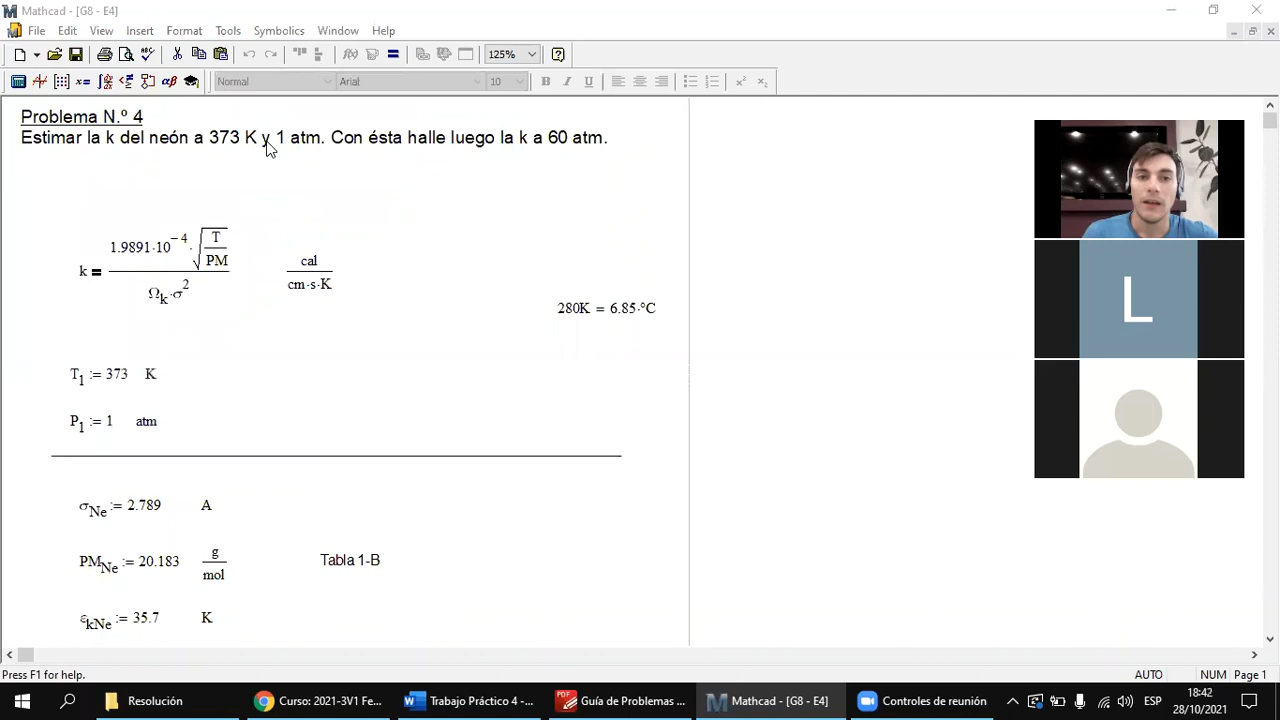 Mathcad - [G8 - E4]
File Edit View Insert Format Tools Symbolics Window Help
125%
Normal Arial 10 B I U
Problema N.º 4
Estimar la k del neón a 373 K y 1 atm. Con ésta halle luego la k a 60 atm.
k = (1.9891·10^-4·√(T/PM))/(Ωk·σ^2) cal/(cm·s·K)
280K = 6.85·°C
T1 := 373 K
P1 := 1 atm
σNe := 2.789 A
PMNe := 20.183 g/mol Tabla 1-B
εkNe := 35.7 K
L
Press F1 for help. AUTO NUM Page 1
Resolución Curso: 2021-3V1 Fe... Trabajo Práctico 4 -... Guía de Problemas ... Mathcad - [G8 - E4] Controles de reunión ESP 18:42
28/10/2021